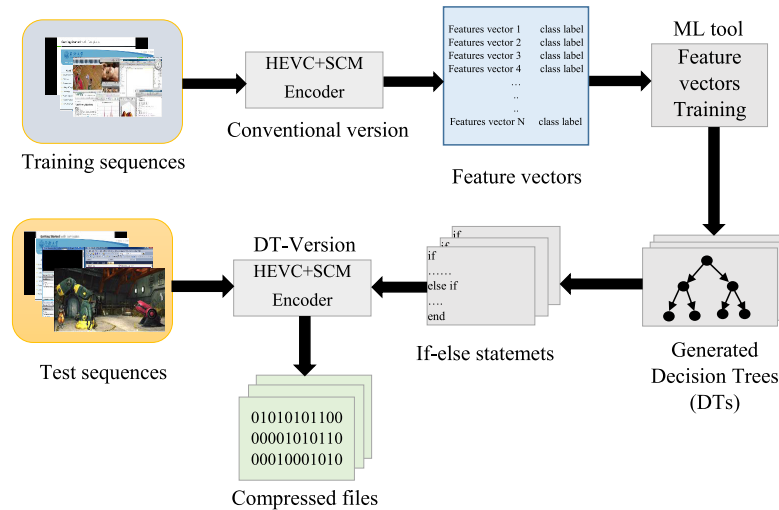 ML tool
Feature
vectors
Training
HEVC+SCM
Encoder
Conventional version
Features vector 1 class label
Features vector 2 class label
Features vector 3 class label
Features vector 4 class label
...
..
..
Features vector N class label
Training sequences
Feature vectors
DT-Version
HEVC+SCM
Encoder
if
if
if
......
else if
....
end
Test sequences
If-else statemets
Generated
Decision Trees
(DTs)
01010101100
00001010110
00010001010
Compressed files